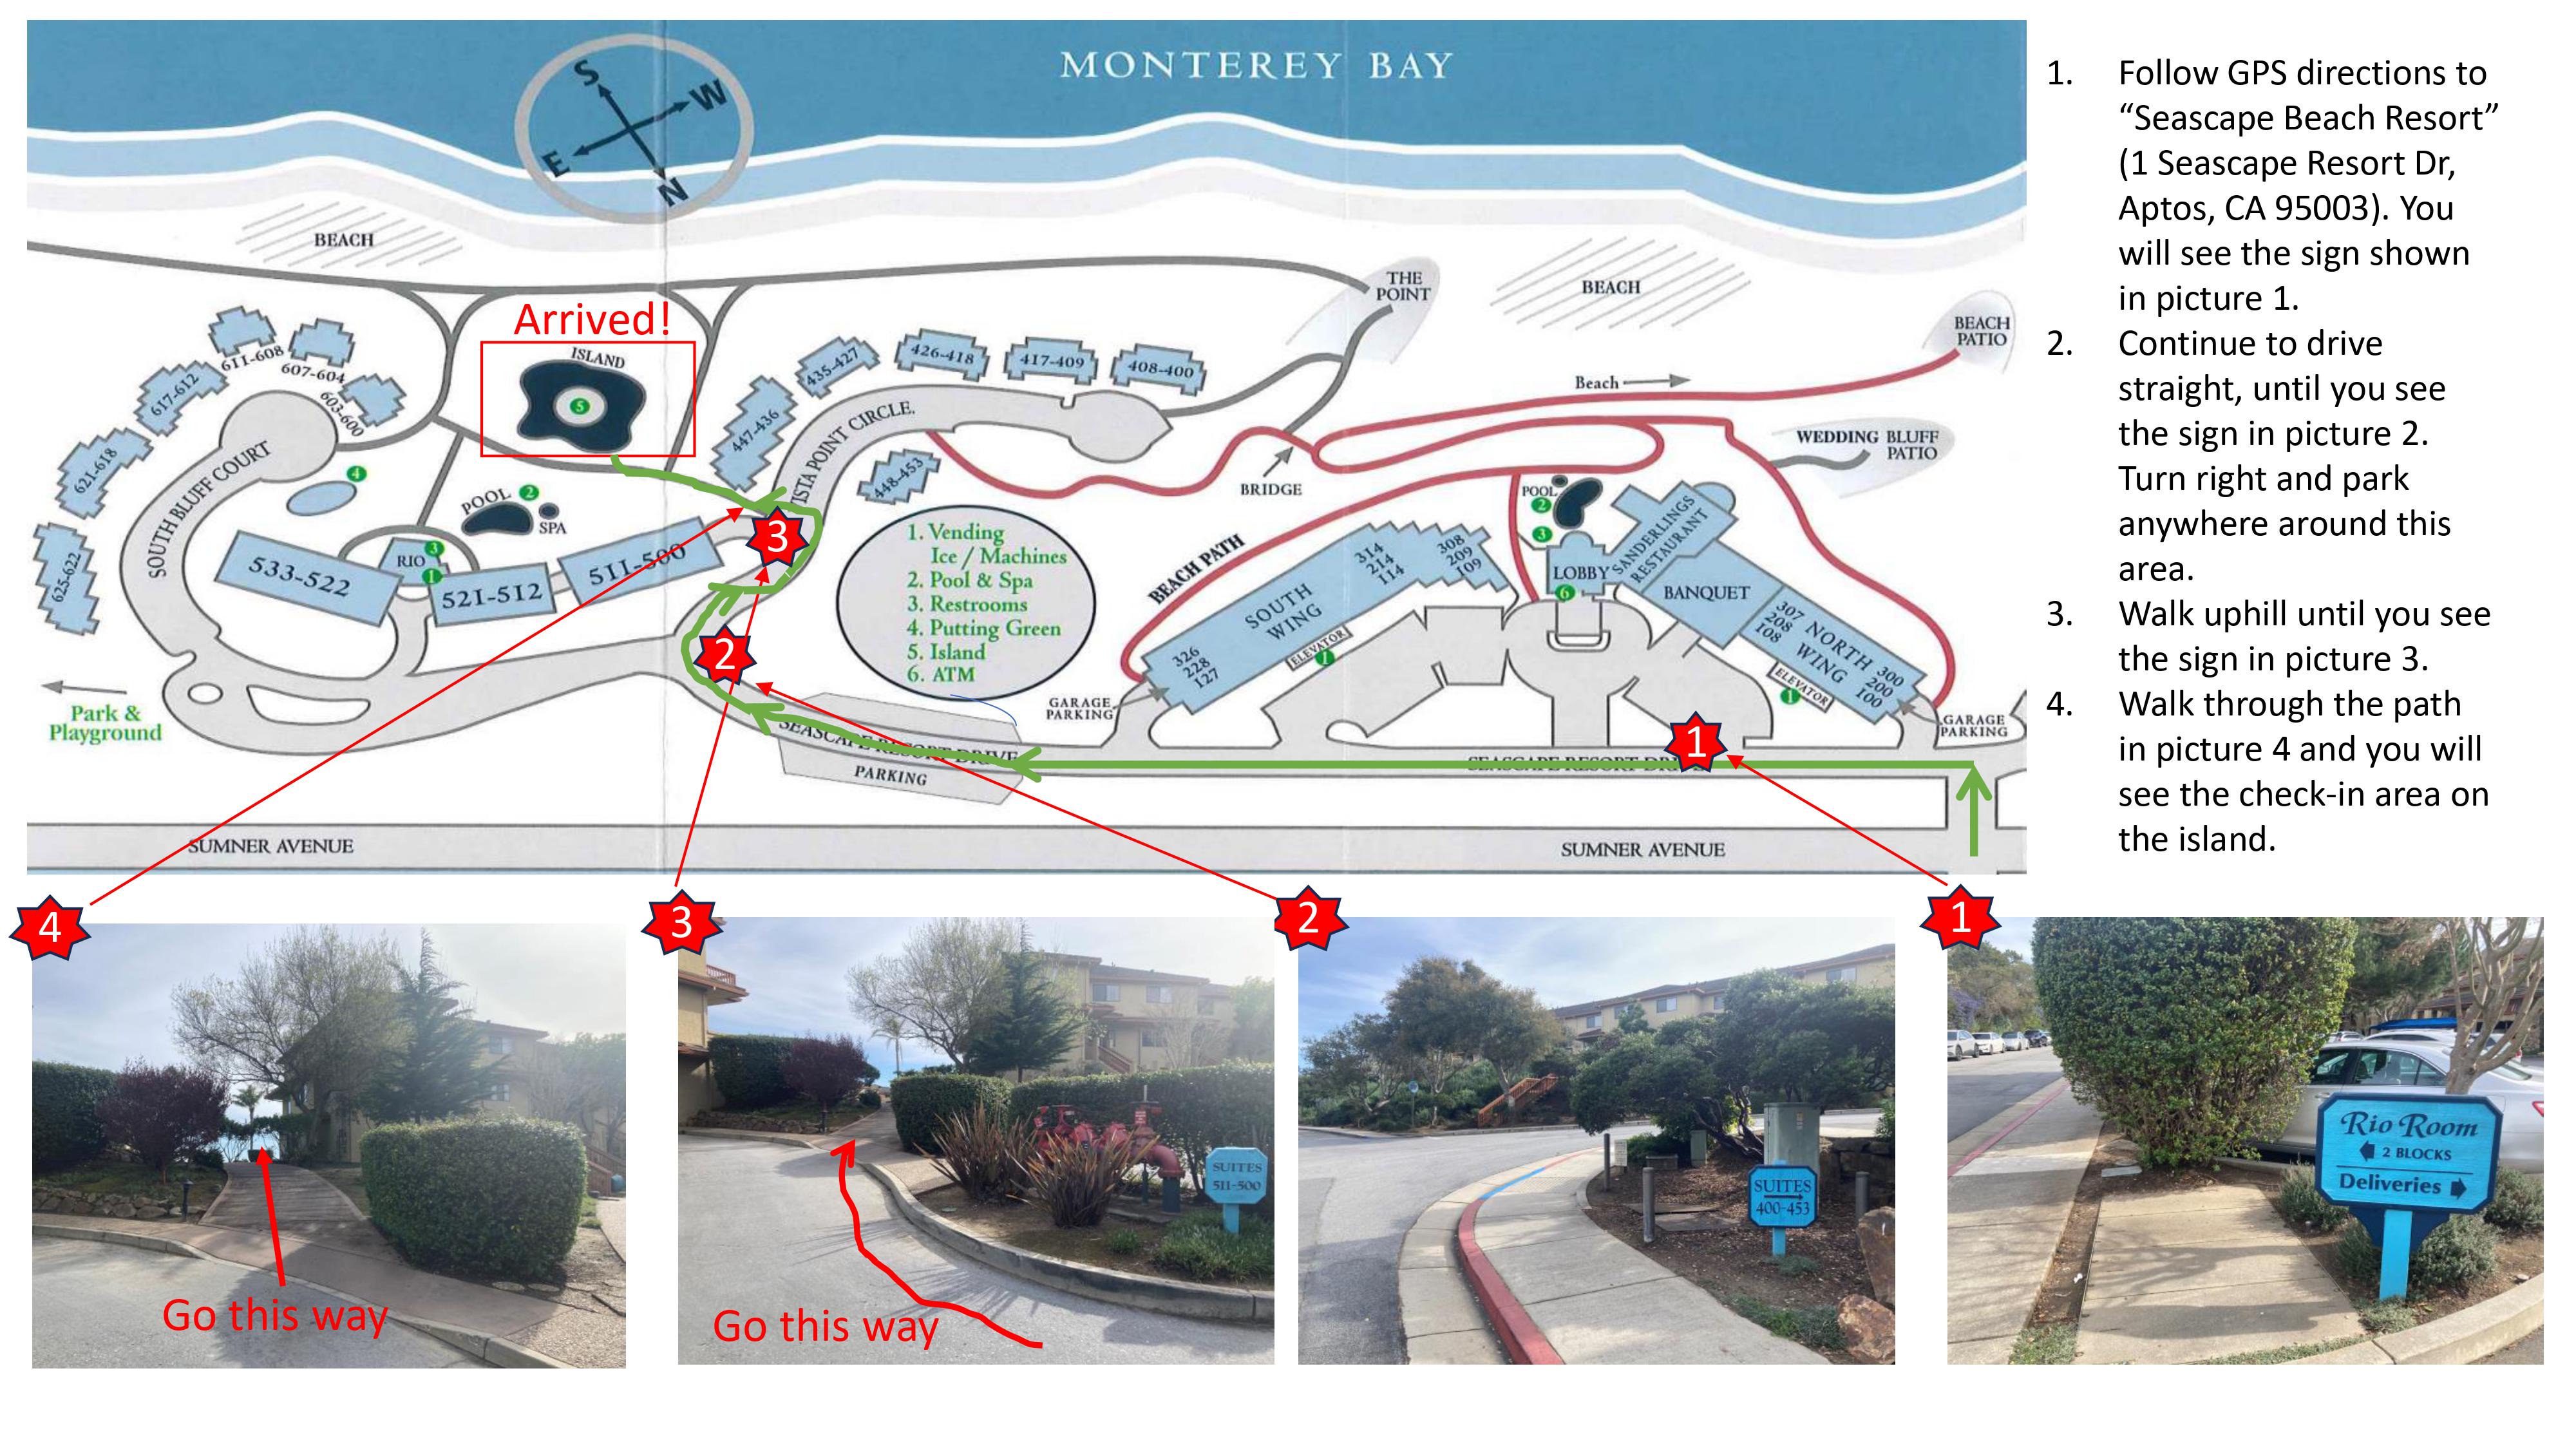 MONTEREY BAY
S
W
E
N
BEACH
THE
POINT
BEACH
BEACH
PATIO
Arrived!
ISLAND
5
611-608
607-604
603-600
617-612
621-618
625-622
435-427
426-418
417-409
408-400
447-436
448-453
Beach
VISTA POINT CIRCLE.
SOUTH BLUFF COURT
4
POOL 2
SPA
WEDDING BLUFF
PATIO
BRIDGE
POOL
2
3
3
RIO 3
1
533-522
521-512
511-500
1. Vending
Ice / Machines
2. Pool & Spa
3. Restrooms
4. Putting Green
5. Island
6. ATM
BEACH PATH
SOUTH
WING
314
214
114
308
209
109
326
228
127
ELEVATOR
1
LOBBY
6
SANDERLINGS
RESTAURANT
BANQUET
307
208
108
NORTH
WING
300
200
100
ELEVATOR
1
2
GARAGE
PARKING
GARAGE
PARKING
Park &
Playground
SEASCAPE RESORT DRIVE
PARKING
SEASCAPE RESORT DRIVE
1
SUMNER AVENUE
SUMNER AVENUE
1. Follow GPS directions to
“Seascape Beach Resort”
(1 Seascape Resort Dr,
Aptos, CA 95003). You
will see the sign shown
in picture 1.
2. Continue to drive
straight, until you see
the sign in picture 2.
Turn right and park
anywhere around this
area.
3. Walk uphill until you see
the sign in picture 3.
4. Walk through the path
in picture 4 and you will
see the check-in area on
the island.
4
Go this way
3
SUITES
511-500
Go this way
2
SUITES
400-453
1
Rio Room
2 BLOCKS
Deliveries